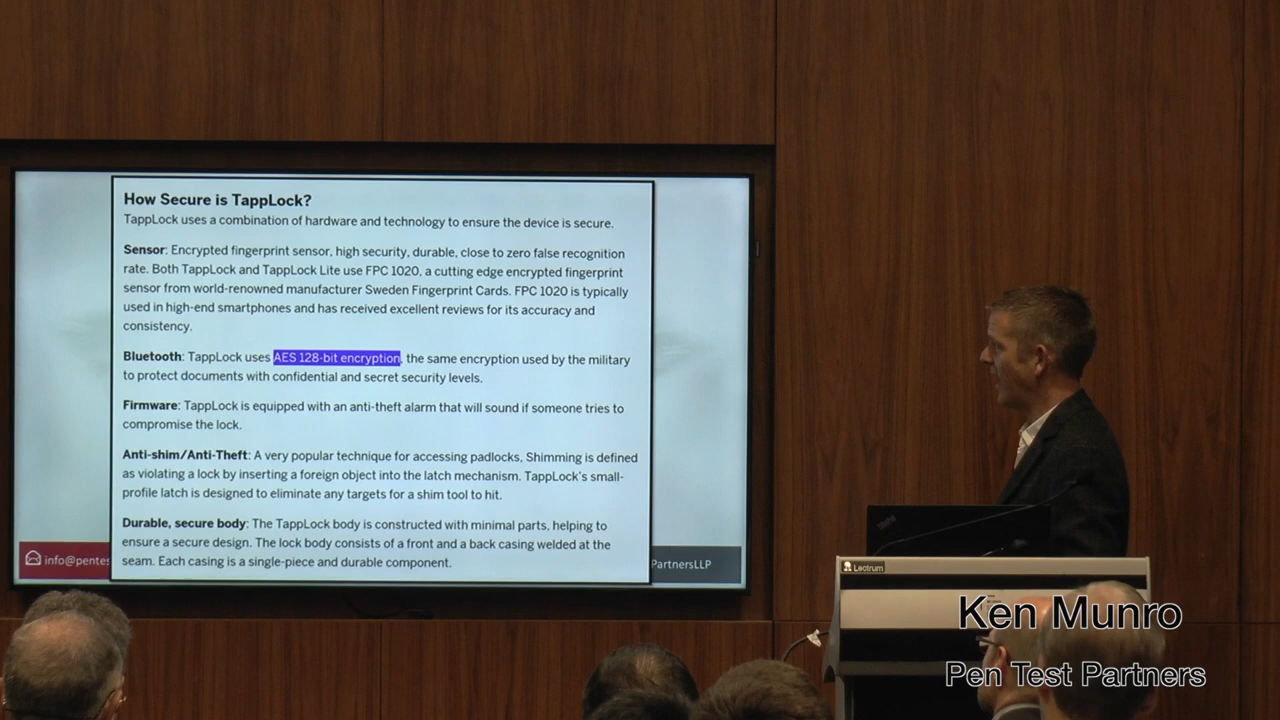 How Secure is TappLock?
TappLock uses a combination of hardware and technology to ensure the device is secure.
Sensor: Encrypted fingerprint sensor, high security, durable, close to zero false recognition
rate. Both TappLock and TappLock Lite use FPC 1020, a cutting edge encrypted fingerprint
sensor from world-renowned manufacturer Sweden Fingerprint Cards. FPC 1020 is typically
used in high-end smartphones and has received excellent reviews for its accuracy and
consistency.
Bluetooth: TappLock uses AES 128-bit encryption, the same encryption used by the military
to protect documents with confidential and secret security levels.
Firmware: TappLock is equipped with an anti-theft alarm that will sound if someone tries to
compromise the lock.
Anti-shim/Anti-Theft: A very popular technique for accessing padlocks, Shimming is defined
as violating a lock by inserting a foreign object into the latch mechanism. TappLock's small-
profile latch is designed to eliminate any targets for a shim tool to hit.
Durable, secure body: The TappLock body is constructed with minimal parts, helping to
ensure a secure design. The lock body consists of a front and a back casing welded at the
seam. Each casing is a single-piece and durable component.
info@pentes
PartnersLLP
Lectrum
Ken Munro
Pen Test Partners